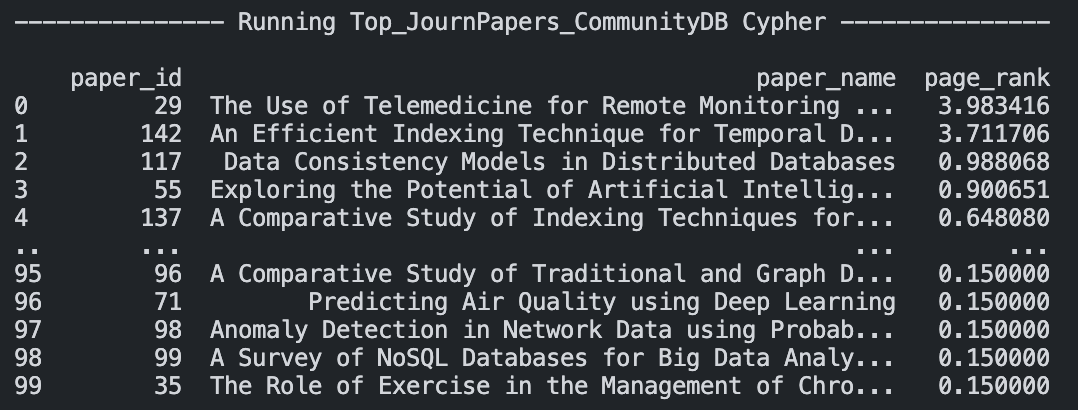 --------------- Running Top_JournPapers_CommunityDB Cypher ---------------
paper_id paper_name page_rank
0 29 The Use of Telemedicine for Remote Monitoring ... 3.983416
1 142 An Efficient Indexing Technique for Temporal D... 3.711706
2 117 Data Consistency Models in Distributed Databases 0.988068
3 55 Exploring the Potential of Artificial Intellig... 0.900651
4 137 A Comparative Study of Indexing Techniques for... 0.648080
.. ... ... ...
95 96 A Comparative Study of Traditional and Graph D... 0.150000
96 71 Predicting Air Quality using Deep Learning 0.150000
97 98 Anomaly Detection in Network Data using Probab... 0.150000
98 99 A Survey of NoSQL Databases for Big Data Analy... 0.150000
99 35 The Role of Exercise in the Management of Chro... 0.150000